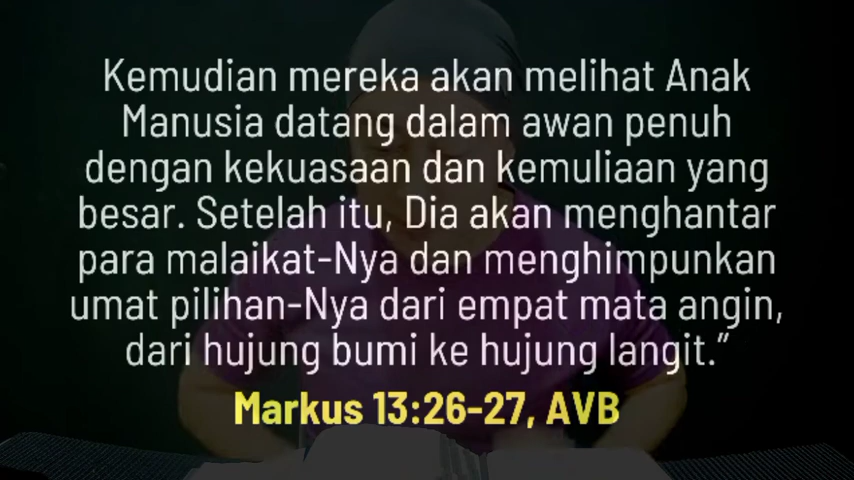 Kemudian mereka akan melihat Anak
Manusia datang dalam awan penuh
dengan kekuasaan dan kemuliaan yang
besar. Setelah itu, Dia akan menghantar
para malaikat-Nya dan menghimpunkan
umat pilihan-Nya dari empat mata angin,
dari hujung bumi ke hujung langit.”
Markus 13:26-27, AVB